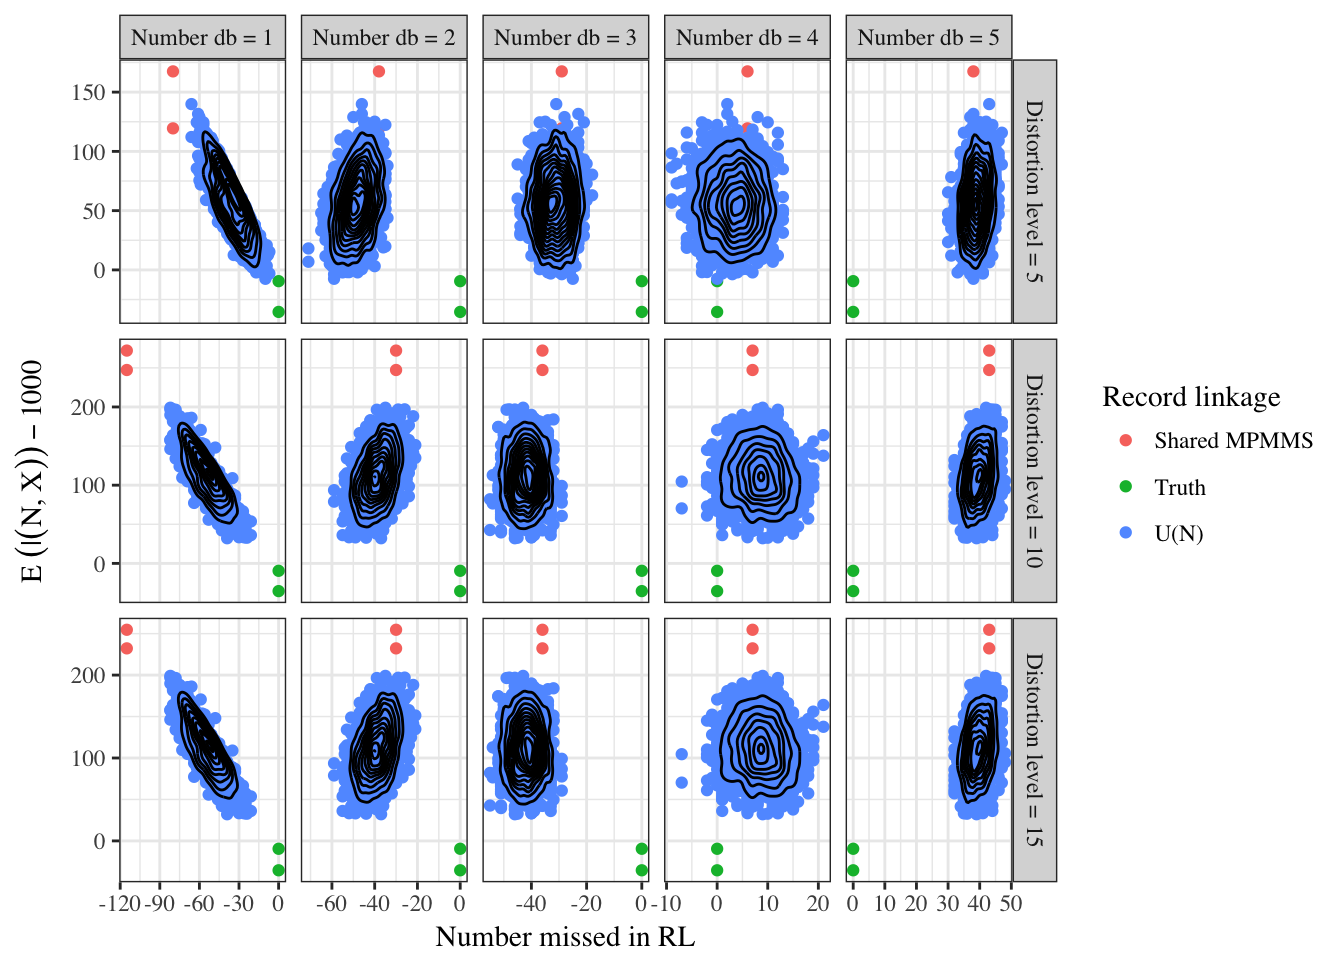 Number db = 1
Number db = 2
Number db = 3
Number db = 4
Number db = 5
150
100
50
0
Distortion level = 5
200
100
0
Distortion level = 10
200
100
0
Distortion level = 15
E (|(N, X)) − 1000
-120 -90 -60 -30 0
-60 -40 -20 0
-40 -20 0
-10 0 10 20
0 10 20 30 40 50
Number missed in RL
Record linkage
Shared MPMMS
Truth
U(N)